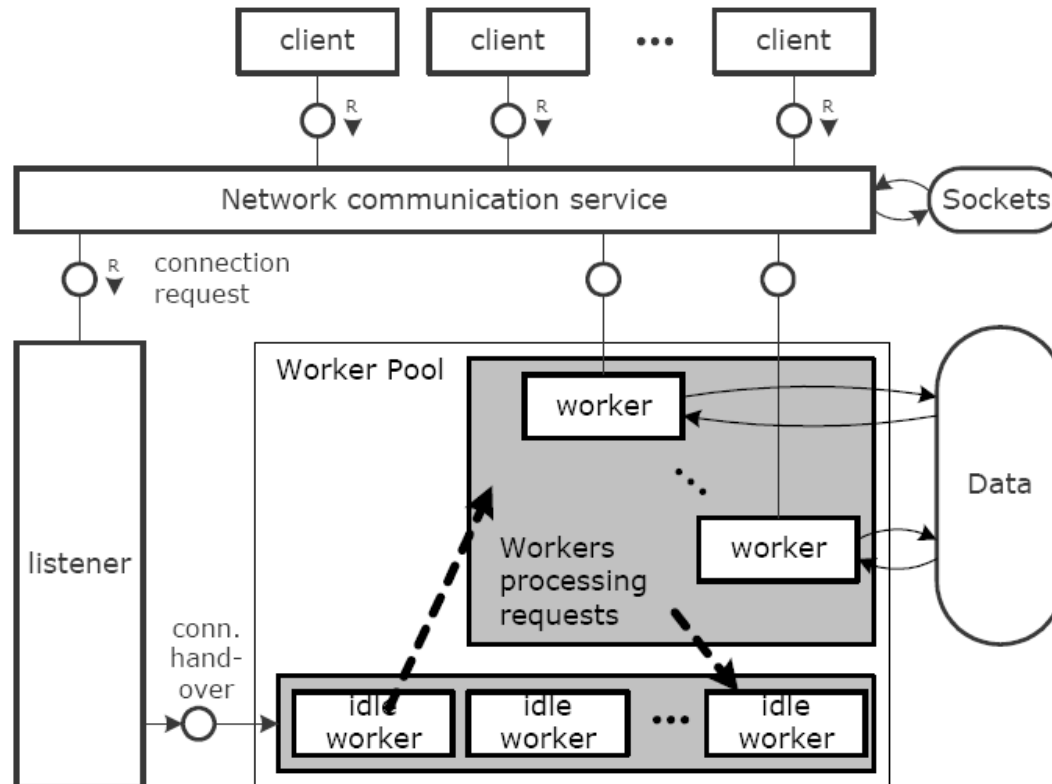 client
client
•••
client
R
R
R
Network communication service
Sockets
R
connection
request
Worker Pool
worker
Data
worker
listener
Workers
processing
requests
conn.
hand-
over
idle
worker
idle
worker
•••
idle
worker